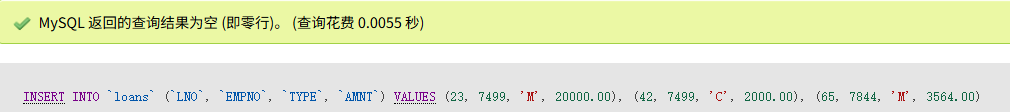 MySQL 返回的查询结果为空 (即零行)。 (查询花费 0.0055 秒)
INSERT INTO `loans` (`LNO`, `EMPNO`, `TYPE`, `AMNT`) VALUES (23, 7499, 'M', 20000.00), (42, 7499, 'C', 2000.00), (65, 7844, 'M', 3564.00)